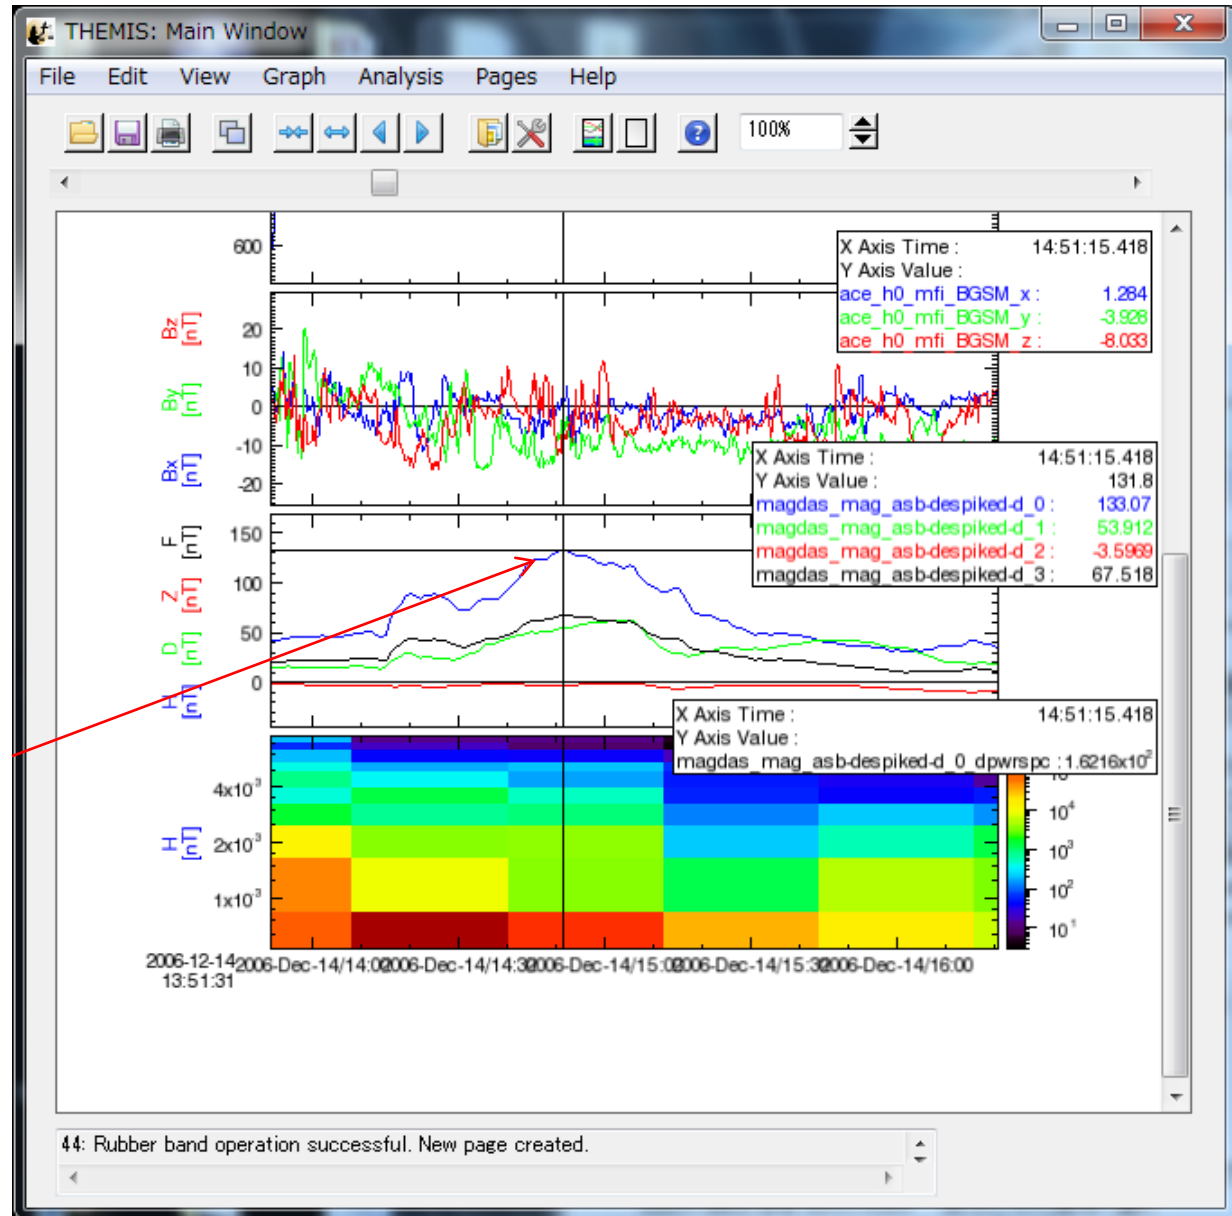 THEMIS: Main Window
File Edit View Graph Analysis Pages Help
100%
600
X Axis Time : 14:51:15.418
Y Axis Value :
ace_h0_mfi_BGSM_x : 1.284
ace_h0_mfi_BGSM_y : -3.928
ace_h0_mfi_BGSM_z : -8.033
Bz [nT]
By [nT]
Bx [nT]
20
10
0
-10
-20
X Axis Time : 14:51:15.418
Y Axis Value : 131.8
magdas_mag_asb-despiked-d_0 : 133.07
magdas_mag_asb-despiked-d_1 : 53.912
magdas_mag_asb-despiked-d_2 : -3.5969
magdas_mag_asb-despiked-d_3 : 67.518
F [nT]
Z [nT]
D [nT]
H [nT]
150
100
50
0
X Axis Time : 14:51:15.418
Y Axis Value :
magdas_mag_asb-despiked-d_0_dpwrspc : 1.6216x10²
H [nT]
4x10⁻³
2x10⁻³
1x10⁻³
10⁴
10³
10²
10¹
2006-12-14
13:51:31
2006-Dec-14/14:00 2006-Dec-14/14:30 2006-Dec-14/15:00 2006-Dec-14/15:30 2006-Dec-14/16:00
44: Rubber band operation successful. New page created.